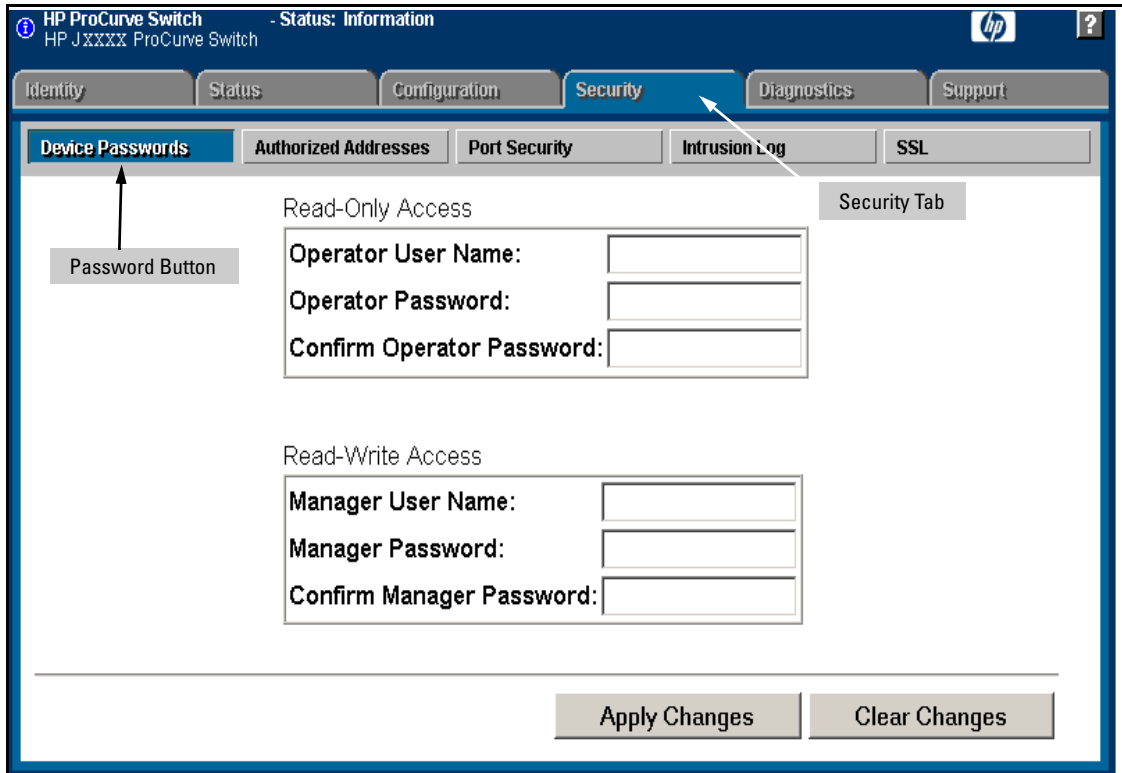 HP ProCurve Switch - Status: Information
HP JXXXX ProCurve Switch
hp
?
Identity Status Configuration Security Diagnostics Support
Device Passwords Authorized Addresses Port Security Intrusion Log SSL
Security Tab
Password Button
Read-Only Access
Operator User Name:
Operator Password:
Confirm Operator Password:
Read-Write Access
Manager User Name:
Manager Password:
Confirm Manager Password:
Apply Changes Clear Changes